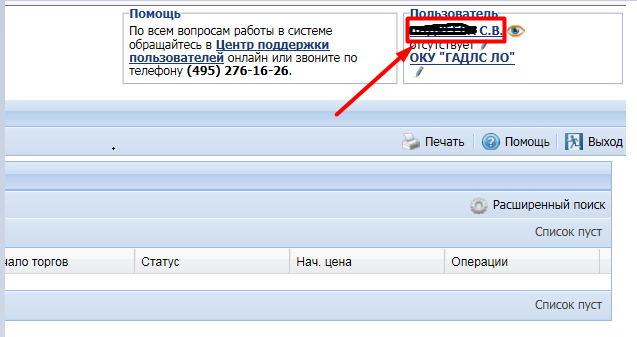 Помощь
По всем вопросам работы в системе
обращайтесь в Центр поддержки
пользователей онлайн или звоните по
телефону (495) 276-16-26.
Пользователь
С.В.
отсутствует
ОКУ "ГАДЛС ЛО"
Печать
Помощь
Выход
Расширенный поиск
Список пуст
чало торгов
Статус
Нач. цена
Операции
Список пуст